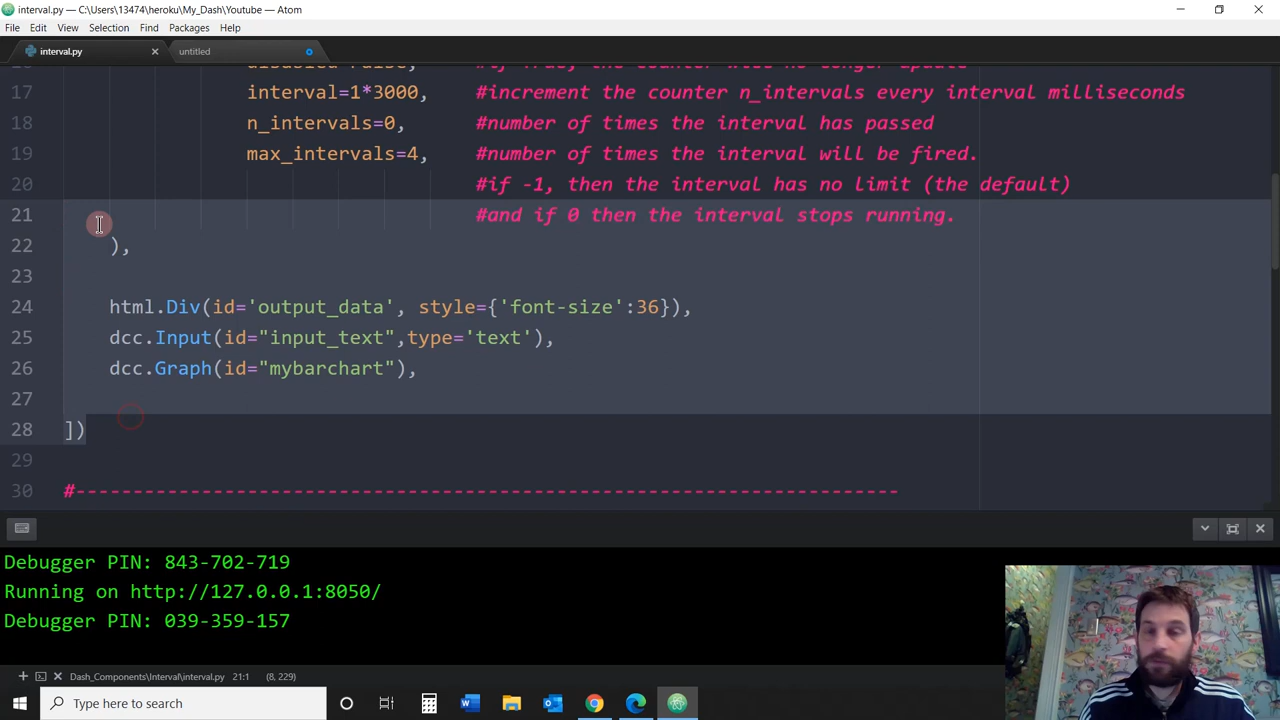 interval.py — C:\Users\13474\heroku\My_Dash\Youtube — Atom
File Edit View Selection Find Packages Help
interval.py untitled
17 interval=1*3000, #increment the counter n_intervals every interval milliseconds
18 n_intervals=0, #number of times the interval has passed
19 max_intervals=4, #number of times the interval will be fired.
20 #if -1, then the interval has no limit (the default)
21 #and if 0 then the interval stops running.
22 ),
23
24 html.Div(id='output_data', style={'font-size':36}),
25 dcc.Input(id="input_text",type='text'),
26 dcc.Graph(id="mybarchart"),
27
28 ])
29
30 #------------------------------------------------------------------------
Debugger PIN: 843-702-719
Running on http://127.0.0.1:8050/
Debugger PIN: 039-359-157
Dash_Components\Interval\interval.py 21:1 (8, 229)
Type here to search